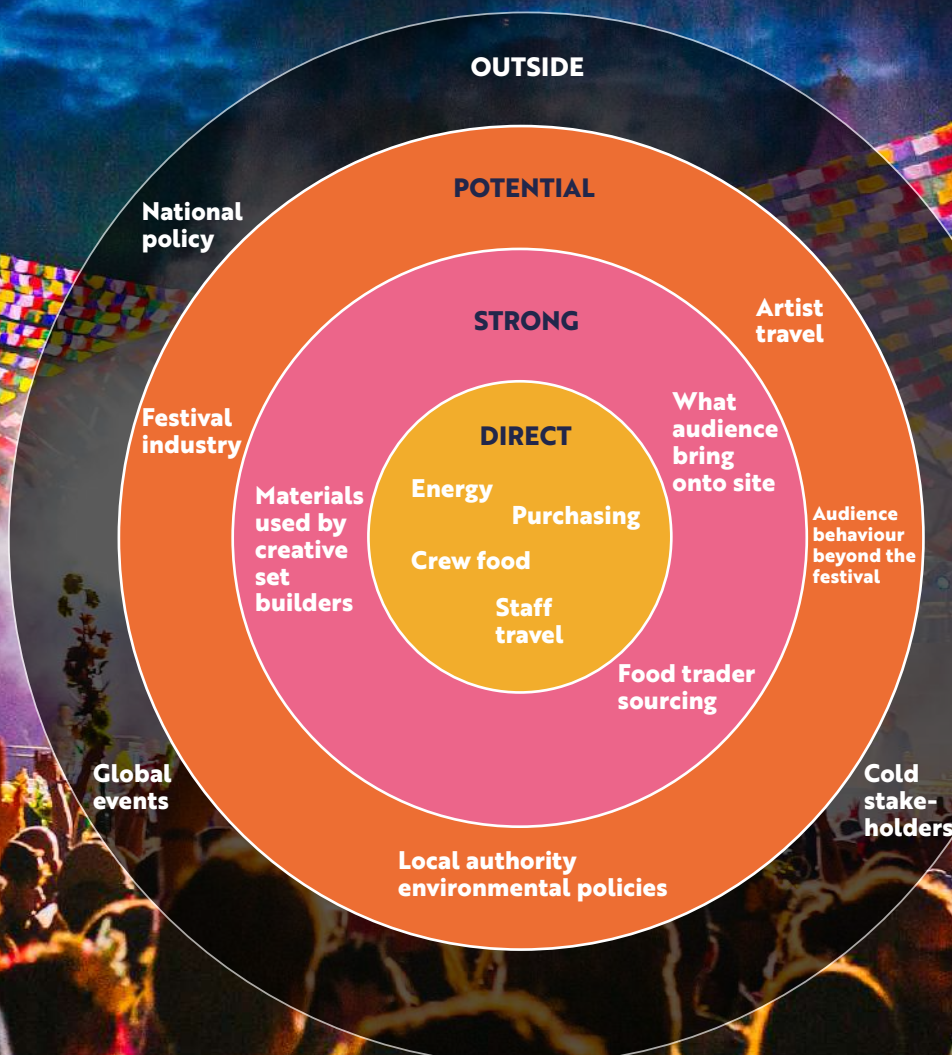 OUTSIDE
POTENTIAL
National
policy
STRONG
Artist
travel
What
audience
bring
onto site
Festival
industry
DIRECT
Energy
Purchasing
Crew food
Staff
travel
Materials
used by
creative
set
builders
Audience
behaviour
beyond the
festival
Food trader
sourcing
Global
events
Cold
stake-
holders
Local authority
environmental policies